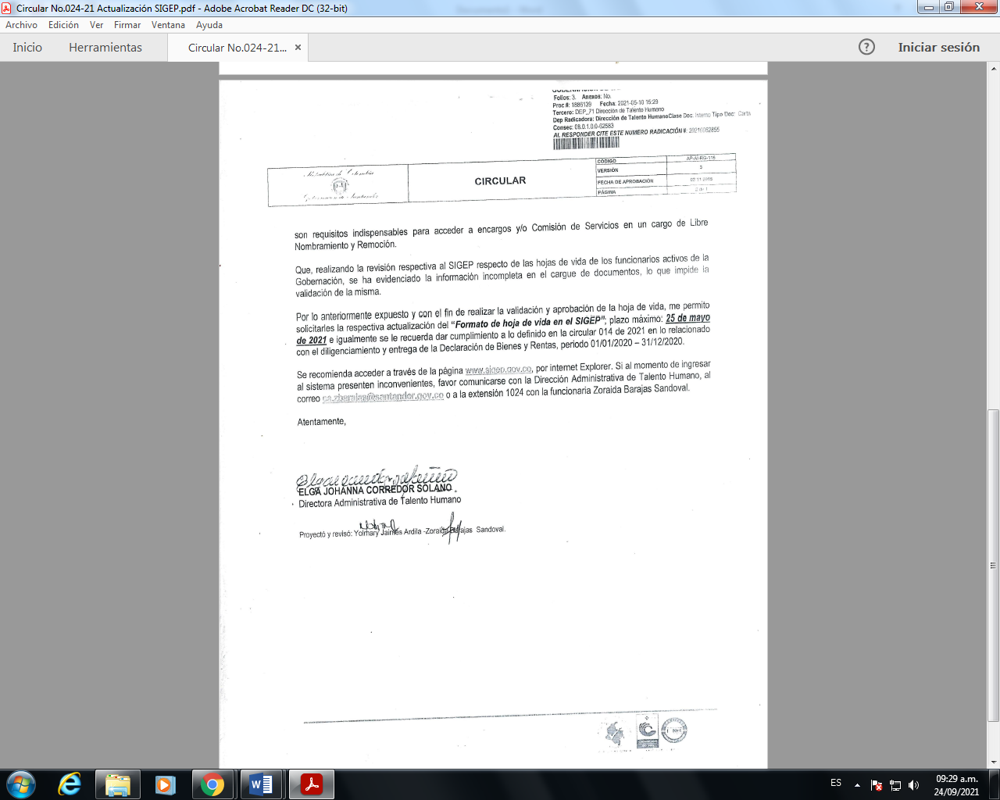 Circular No.024-21 Actualización SIGEP.pdf - Adobe Acrobat Reader DC (32-bit)
Archivo Edición Ver Firmar Ventana Ayuda
Inicio Herramientas Circular No.024-21... × Iniciar sesión
Folios: 3. Anexos: No.
Proc #: 1886139 Fecha: 2021-05-10 15:29
Tercero: DEP_71 Dirección de Talento Humano
Dep Radicadora: Dirección de Talento HumanoClase Doc: Interno Tipo Doc: Carta
Consec: 08.0.1.0.0-62583
AL RESPONDER CITE ESTE NUMERO RADICACIÓN #: 20210062855
República de Colombia
Gobernación de Santander
CIRCULAR
CÓDIGO AP-AI-RG-116
VERSIÓN 3
FECHA DE APROBACIÓN
PÁGINA 2 de 1
son requisitos indispensables para acceder a encargos y/o Comisión de Servicios en un cargo de Libre
Nombramiento y Remoción.
Que, realizando la revisión respectiva al SIGEP respecto de las hojas de vida de los funcionarios activos de la
Gobernación, se ha evidenciado la información incompleta en el cargue de documentos, lo que impide la
validación de la misma.
Por lo anteriormente expuesto y con el fin de realizar la validación y aprobación de la hoja de vida, me permito
solicitarles la respectiva actualización del “Formato de hoja de vida en el SIGEP”; plazo máximo: 25 de mayo
de 2021 e igualmente se le recuerda dar cumplimiento a lo definido en la circular 014 de 2021 en lo relacionado
con el diligenciamiento y entrega de la Declaración de Bienes y Rentas, periodo 01/01/2020 – 31/12/2020.
Se recomienda acceder a través de la página www.sigep.gov.co, por internet Explorer. Si al momento de ingresar
al sistema presenten inconvenientes, favor comunicarse con la Dirección Administrativa de Talento Humano, al
correo ca.zbarajas@santander.gov.co o a la extensión 1024 con la funcionaria Zoraida Barajas Sandoval.
Atentamente,
ELGA JOHANNA CORREDOR SOLANO
Directora Administrativa de Talento Humano
Proyectó y revisó: Yolmary Jaimes Ardila -Zoraida Barajas Sandoval.
ES 09:29 a.m.
24/09/2021